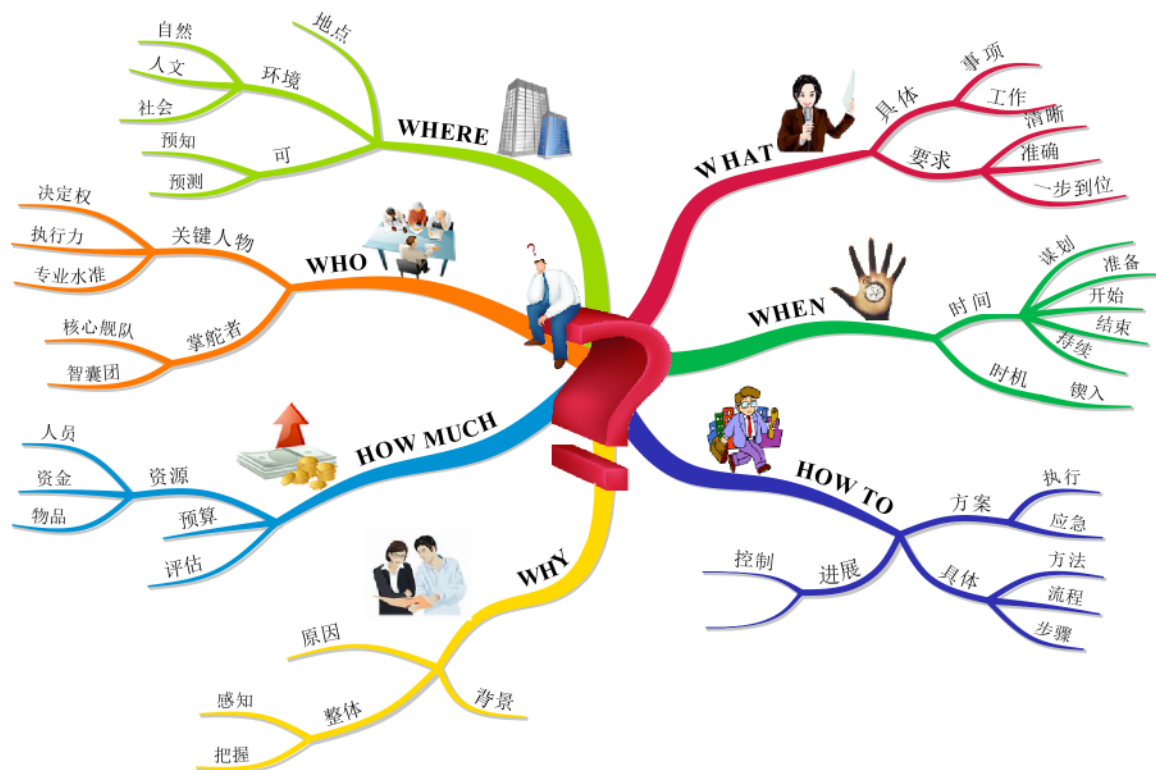 WHAT
具体
事项
工作
要求
清晰
准确
一步到位
WHEN
时间
谋划
准备
开始
结束
持续
时机
锲入
HOW TO
方案
执行
应急
具体
方法
流程
步骤
进展
控制
WHY
原因
背景
整体
感知
把握
HOW MUCH
资源
人员
资金
物品
预算
评估
WHO
关键人物
决定权
执行力
专业水准
掌舵者
核心舰队
智囊团
WHERE
地点
环境
自然
人文
社会
可
预知
预测
?